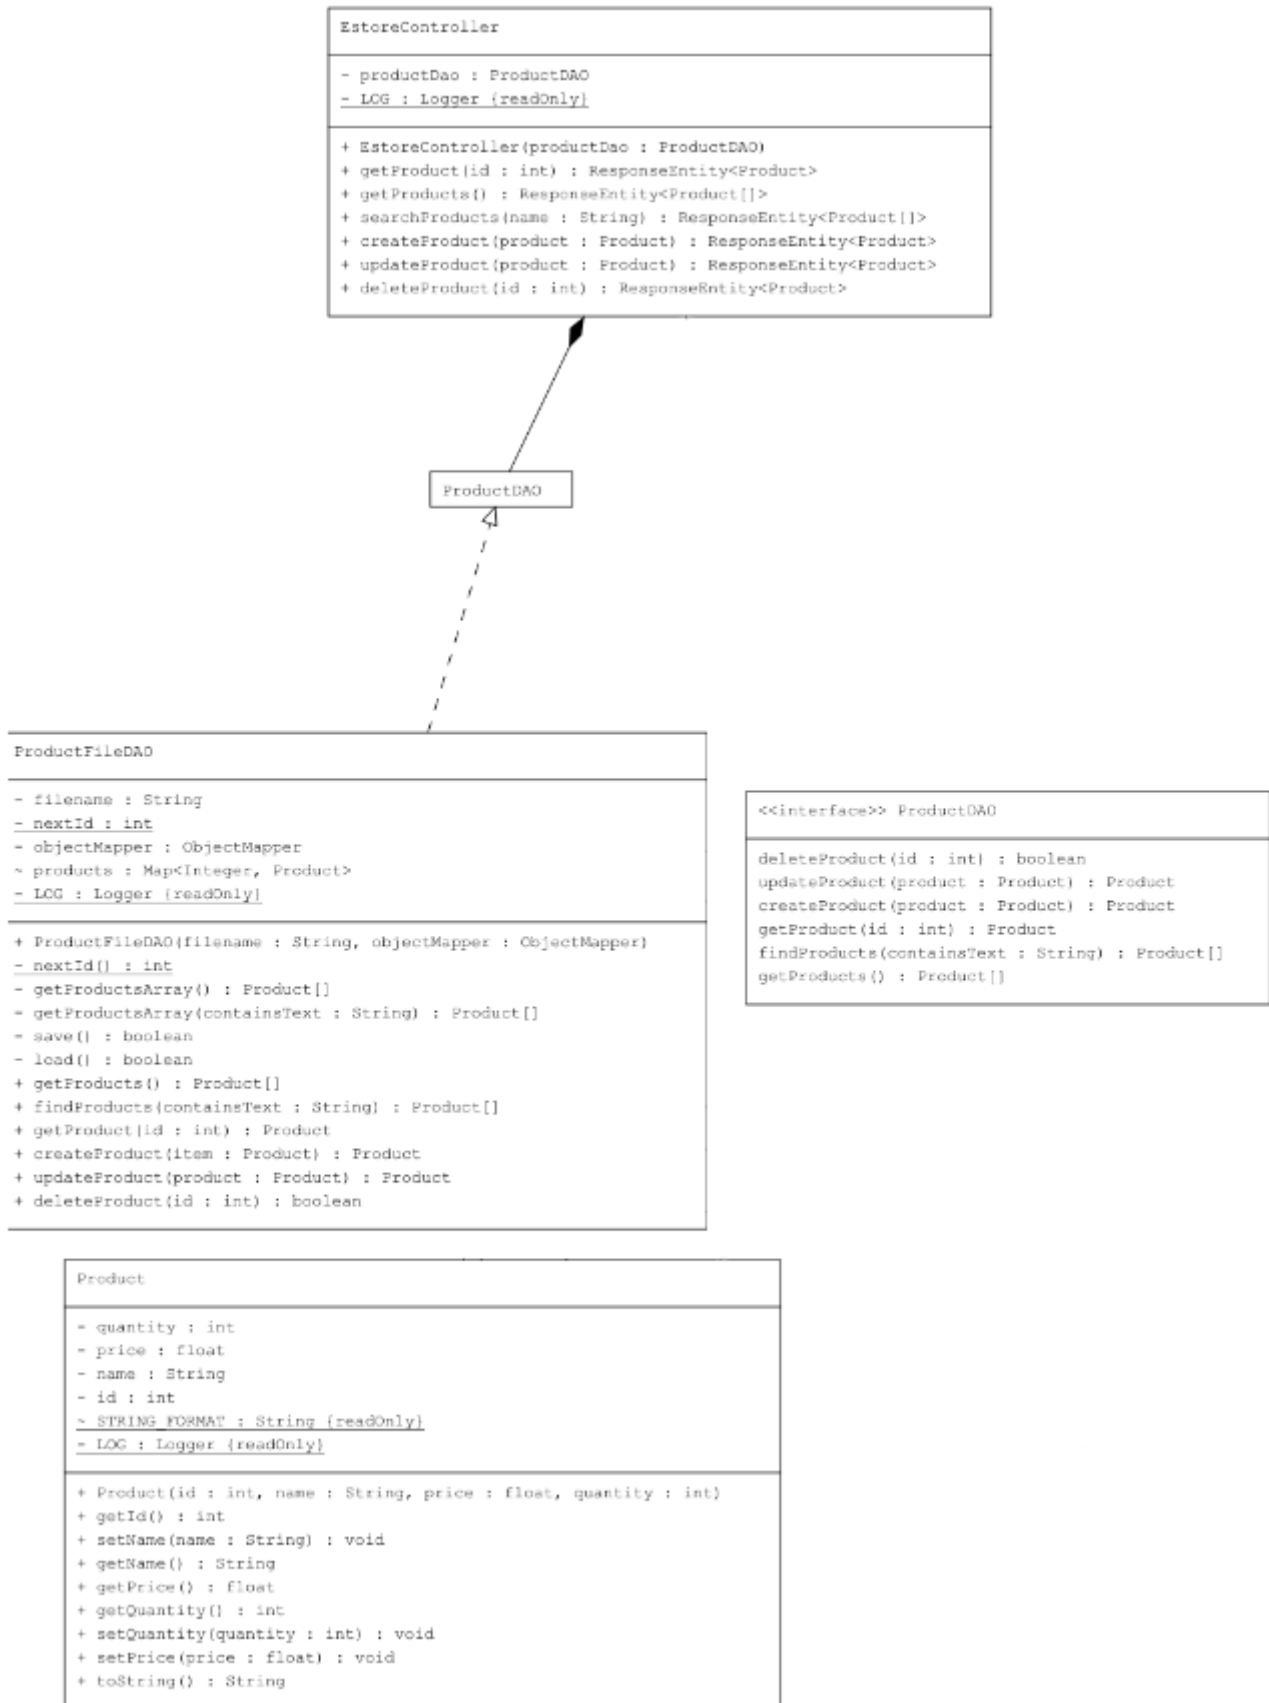 EstoreController
- productDao : ProductDAO
- LOG : Logger {readOnly}
+ EstoreController(productDao : ProductDAO)
+ getProduct(id : int) : ResponseEntity<Product>
+ getProducts() : ResponseEntity<Product[]>
+ searchProducts(name : String) : ResponseEntity<Product[]>
+ createProduct(product : Product) : ResponseEntity<Product>
+ updateProduct(product : Product) : ResponseEntity<Product>
+ deleteProduct(id : int) : ResponseEntity<Product>
ProductDAO
ProductFileDAO
- filename : String
- nextId : int
- objectMapper : ObjectMapper
~ products : Map<Integer, Product>
- LOG : Logger {readOnly}
+ ProductFileDAO(filename : String, objectMapper : ObjectMapper)
- nextId() : int
- getProductsArray() : Product[]
- getProductsArray(containsText : String) : Product[]
- save() : boolean
- load() : boolean
+ getProducts() : Product[]
+ findProducts(containsText : String) : Product[]
+ getProduct(id : int) : Product
+ createProduct(item : Product) : Product
+ updateProduct(product : Product) : Product
+ deleteProduct(id : int) : boolean
<<interface>> ProductDAO
deleteProduct(id : int) : boolean
updateProduct(product : Product) : Product
createProduct(product : Product) : Product
getProduct(id : int) : Product
findProducts(containsText : String) : Product[]
getProducts() : Product[]
Product
- quantity : int
- price : float
- name : String
- id : int
~ STRING_FORMAT : String {readOnly}
- LOG : Logger {readOnly}
+ Product(id : int, name : String, price : float, quantity : int)
+ getId() : int
+ setName(name : String) : void
+ getName() : String
+ getPrice() : float
+ getQuantity() : int
+ setQuantity(quantity : int) : void
+ setPrice(price : float) : void
+ toString() : String